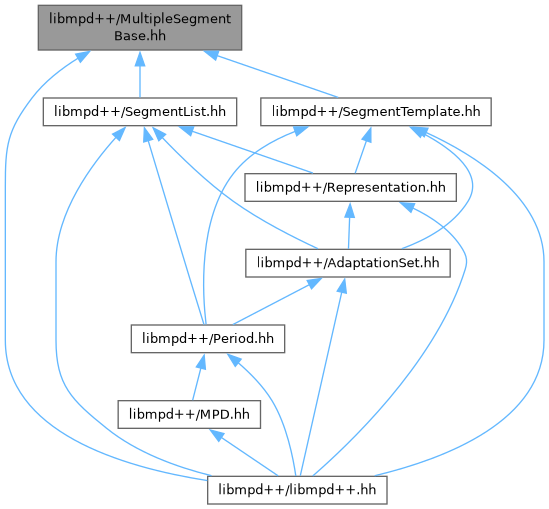 libmpd++/MultipleSegment
Base.hh
libmpd++/SegmentList.hh
libmpd++/SegmentTemplate.hh
libmpd++/Representation.hh
libmpd++/AdaptationSet.hh
libmpd++/Period.hh
libmpd++/MPD.hh
libmpd++/libmpd++.hh